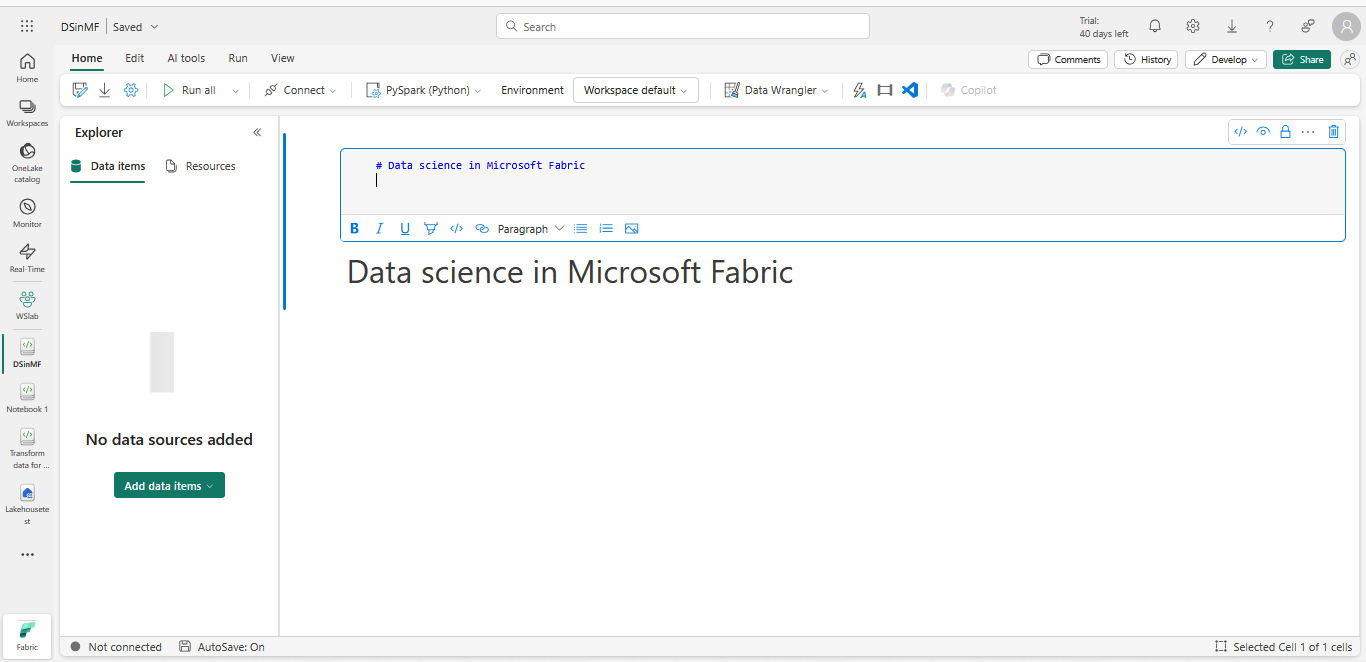 DSinMF | Saved
Search
Trial:
40 days left
Home Edit AI tools Run View
Comments History Develop Share
Run all Connect PySpark (Python) Environment Workspace default Data Wrangler Copilot
Home
Workspaces
OneLake
catalog
Monitor
Real-Time
WSlab
DSinMF
Notebook 1
Transform
data for ...
Lakehousete
st
Fabric
Explorer
Data items Resources
No data sources added
Add data items
# Data science in Microsoft Fabric
B I U </> Paragraph
Data science in Microsoft Fabric
Not connected AutoSave: On
Selected Cell 1 of 1 cells